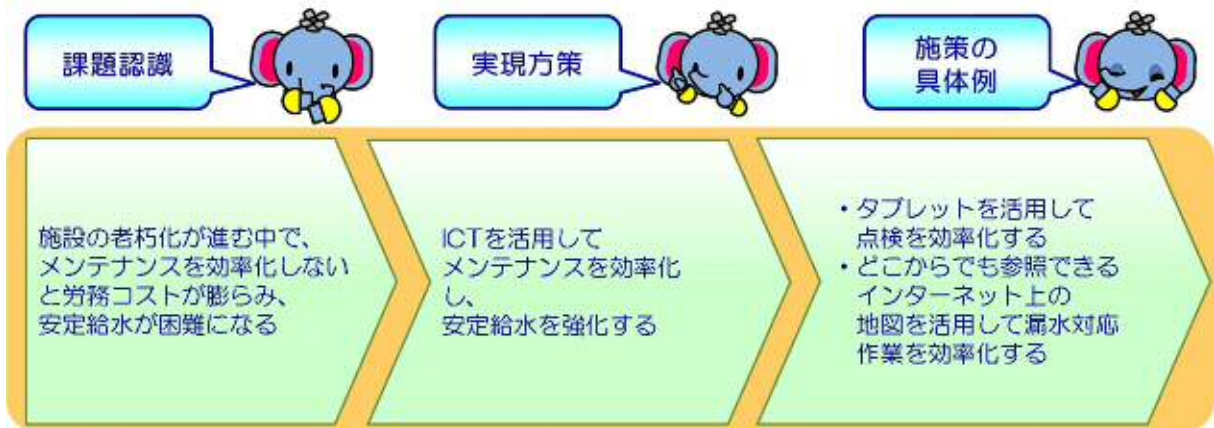 課題認識
実現方策
施策の
具体例
施設の老朽化が進む中で、
メンテナンスを効率化しない
と労務コストが膨らみ、
安定給水が困難になる
ICTを活用して
メンテナンスを効率化
し、
安定給水を強化する
・タブレットを活用して
点検を効率化する
・どこからでも参照できる
インターネット上の
地図を活用して漏水対応
作業を効率化する